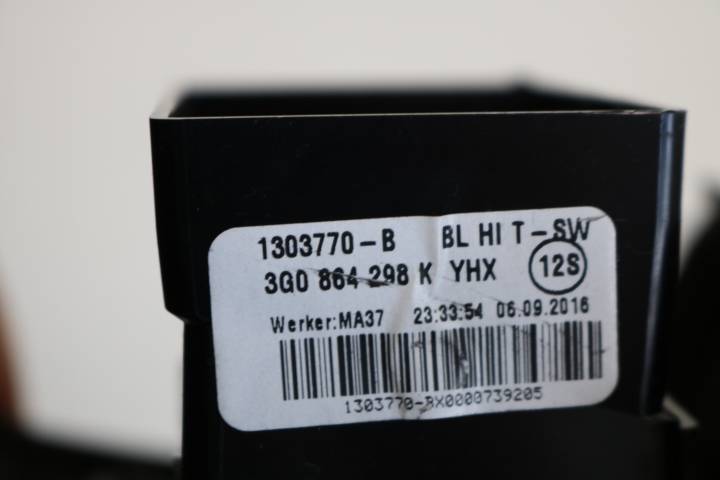 1303770-B BL HI T-SW
3G0 864 298 K YHX 12S
Werker:MA37 23:33:54 06.09.2016
1303770-BX0000739205